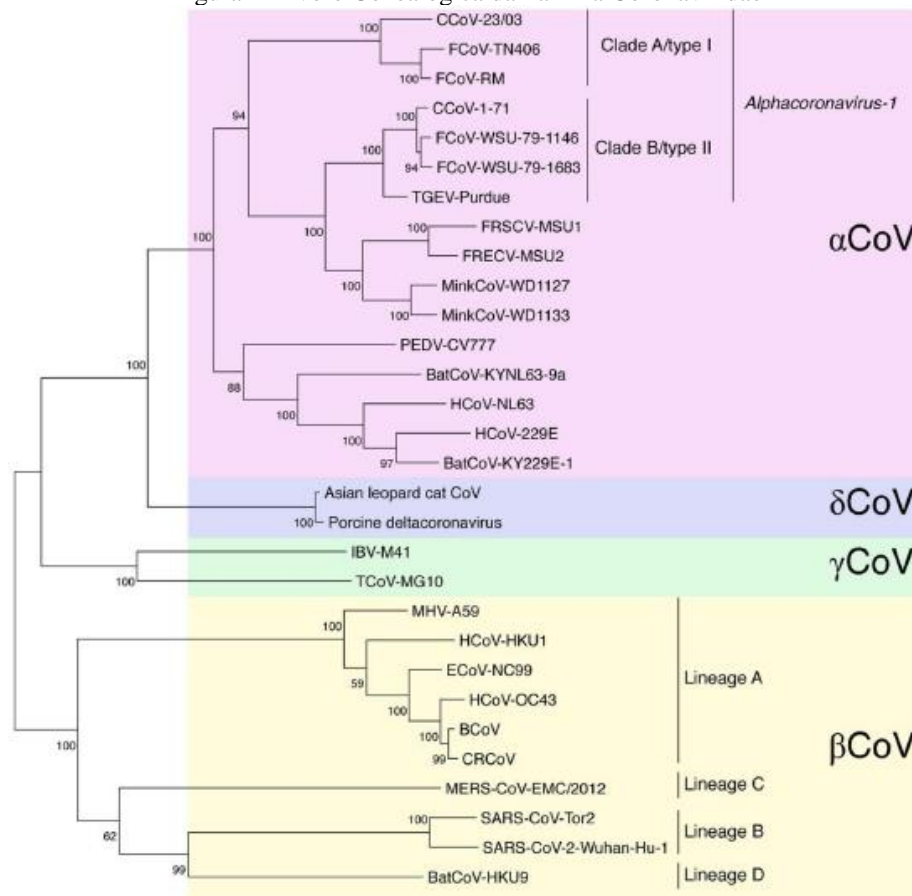 CCoV-23/03
FCoV-TN406
FCoV-RM
Clade A/type I
CCoV-1-71
FCoV-WSU-79-1146
FCoV-WSU-79-1683
TGEV-Purdue
Clade B/type II
Alphacoronavirus-1
FRSCV-MSU1
FRECV-MSU2
MinkCoV-WD1127
MinkCoV-WD1133
αCoV
PEDV-CV777
BatCoV-KYNL63-9a
HCoV-NL63
HCoV-229E
BatCoV-KY229E-1
Asian leopard cat CoV
Porcine deltacoronavirus
δCoV
IBV-M41
TCoV-MG10
γCoV
MHV-A59
HCoV-HKU1
ECoV-NC99
HCoV-OC43
BCoV
CRCoV
Lineage A
βCoV
MERS-CoV-EMC/2012
Lineage C
SARS-CoV-Tor2
SARS-CoV-2-Wuhan-Hu-1
Lineage B
BatCoV-HKU9
Lineage D
100
100
94
100
100
94
100
100
100
100
100
100
88
100
100
97
100
100
100
59
100
100
99
100
62
100
99